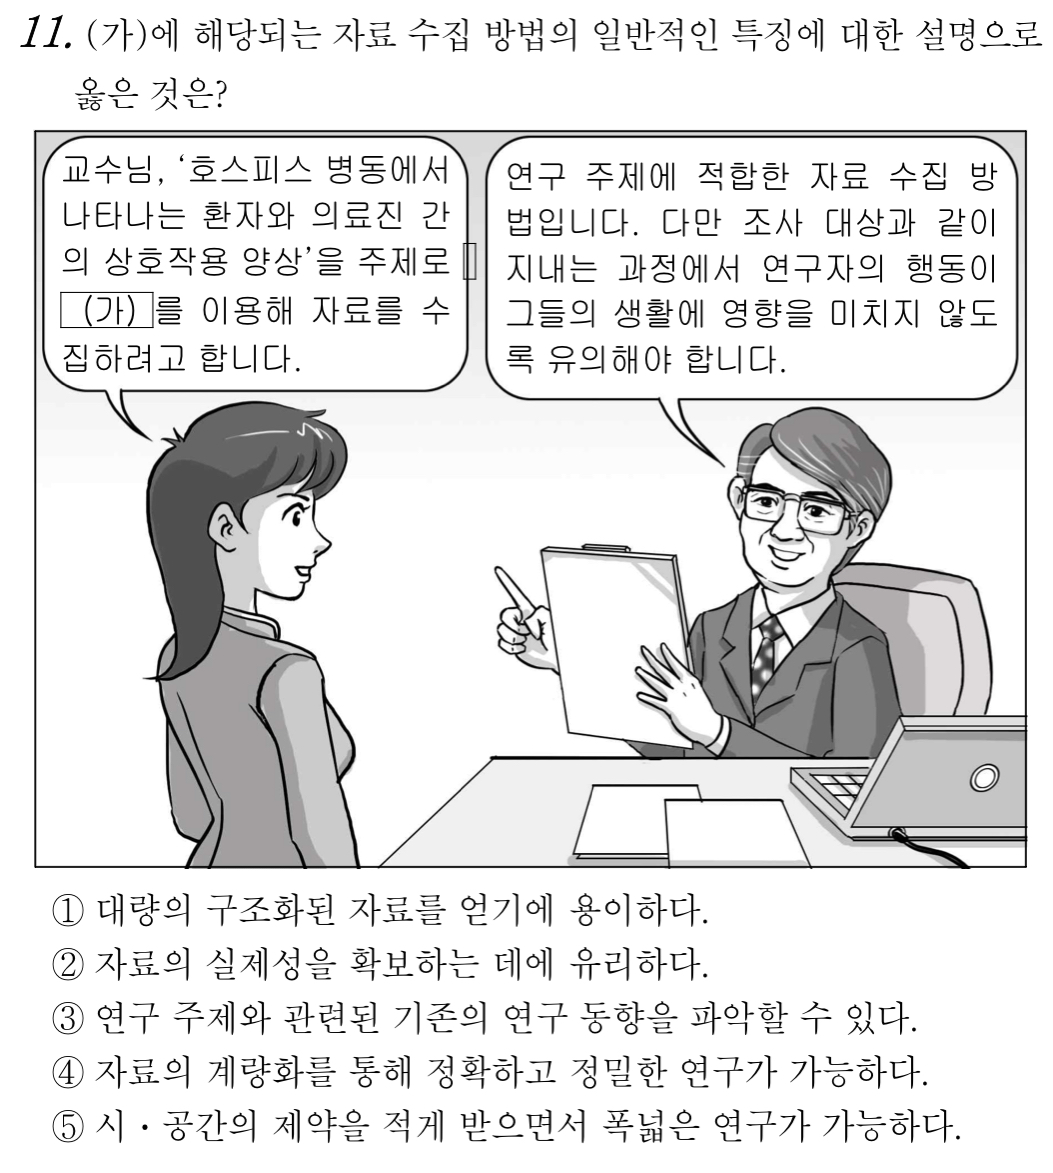 11. (가)에 해당되는 자료 수집 방법의 일반적인 특징에 대한 설명으로
옳은 것은?
교수님, ‘호스피스 병동에서
나타나는 환자와 의료진 간
의 상호작용 양상’을 주제로
(가)를 이용해 자료를 수
집하려고 합니다.
연구 주제에 적합한 자료 수집 방
법입니다. 다만 조사 대상과 같이
지내는 과정에서 연구자의 행동이
그들의 생활에 영향을 미치지 않도
록 유의해야 합니다.
① 대량의 구조화된 자료를 얻기에 용이하다.
② 자료의 실제성을 확보하는 데에 유리하다.
③ 연구 주제와 관련된 기존의 연구 동향을 파악할 수 있다.
④ 자료의 계량화를 통해 정확하고 정밀한 연구가 가능하다.
⑤ 시·공간의 제약을 적게 받으면서 폭넓은 연구가 가능하다.